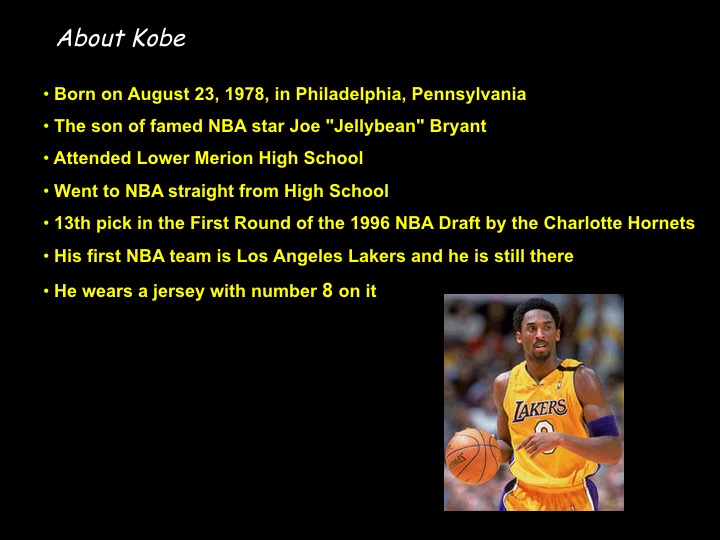 About Kobe
• Born on August 23, 1978, in Philadelphia, Pennsylvania
• The son of famed NBA star Joe "Jellybean" Bryant
• Attended Lower Merion High School
• Went to NBA straight from High School
• 13th pick in the First Round of the 1996 NBA Draft by the Charlotte Hornets
• His first NBA team is Los Angeles Lakers and he is still there
• He wears a jersey with number 8 on it
LAKERS
8